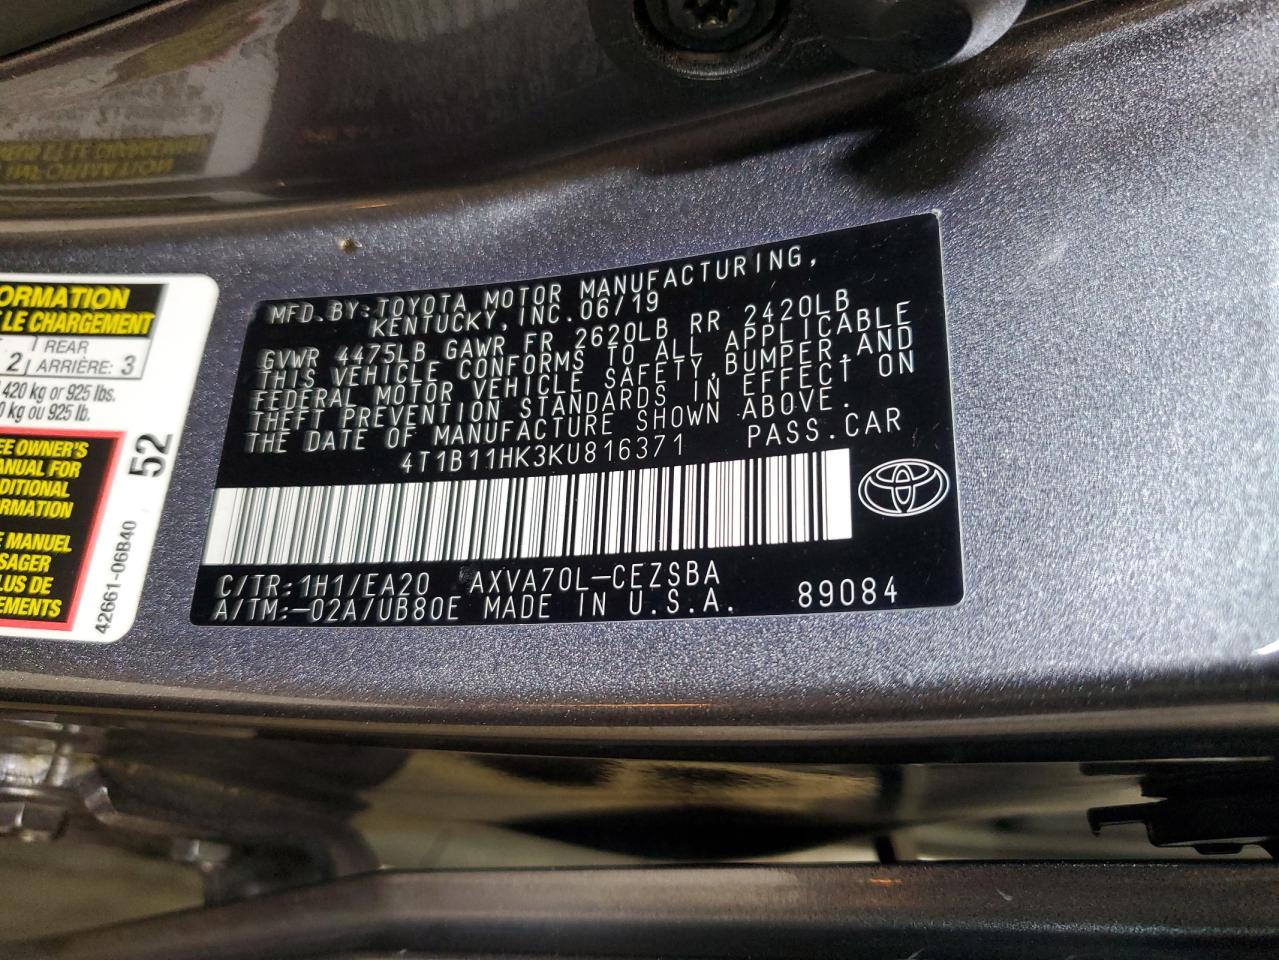 MFD. BY: TOYOTA MOTOR MANUFACTURING,
KENTUCKY, INC. 06/19
GVWR 4475LB GAWR FR 2620LB RR 2420LB
THIS VEHICLE CONFORMS TO ALL APPLICABLE
FEDERAL MOTOR VEHICLE SAFETY, BUMPER, AND
THEFT PREVENTION STANDARDS IN EFFECT ON
THE DATE OF MANUFACTURE SHOWN ABOVE.
4T1B11HK3KU816371 PASS. CAR
C/TR: 1H1/EA20 AXVA70L-CEZSBA
A/TM:-02A/UB80E MADE IN U.S.A. 89084
ORMATION
LE CHARGEMENT
2 REAR
ARRIÈRE: 3
420 kg or 925 lbs.
0 kg ou 925 lb.
EE OWNER'S
ANUAL FOR
DDITIONAL
ORMATION
MANUEL
SAGER
LUS DE
EMENTS
52
42661-06B40